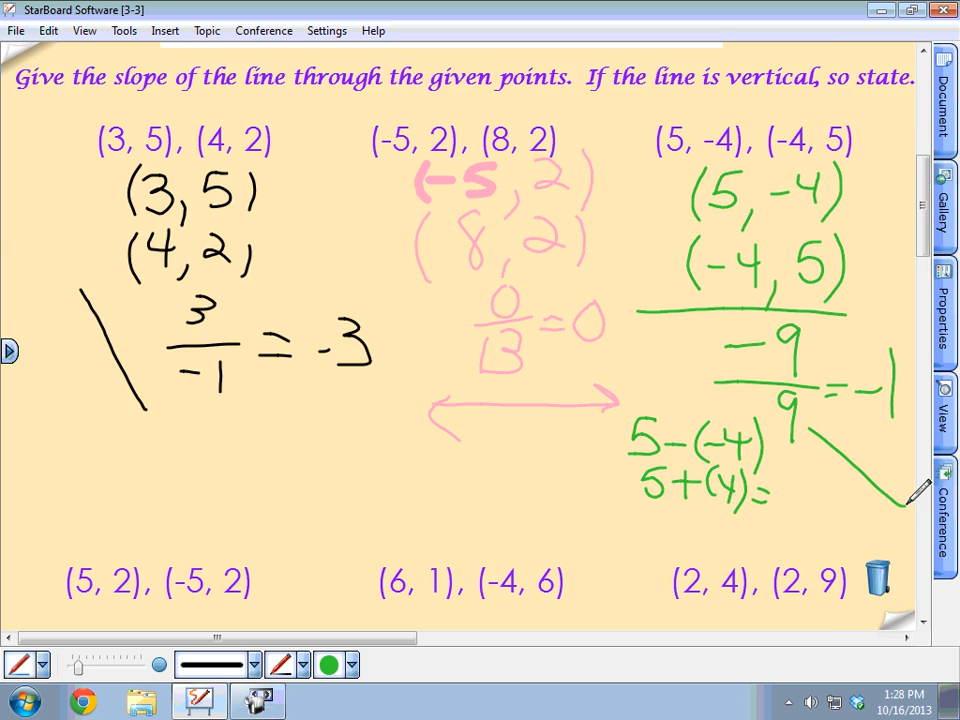 StarBoard Software [3-3]
File Edit View Tools Insert Topic Conference Settings Help
Give the slope of the line through the given points. If the line is vertical, so state.
(3, 5), (4, 2) (-5, 2), (8, 2) (5, -4), (-4, 5)
(3, 5) (-5, 2) (5, -4)
(4, 2) (8, 2) (-4, 5)
3 0 -9
-1 = -3 13 = 0 9 = -1
5 - (-4)
5 + (4) =
(5, 2), (-5, 2) (6, 1), (-4, 6) (2, 4), (2, 9)
Document
Gallery
Properties
View
Conference
1:28 PM
10/16/2013